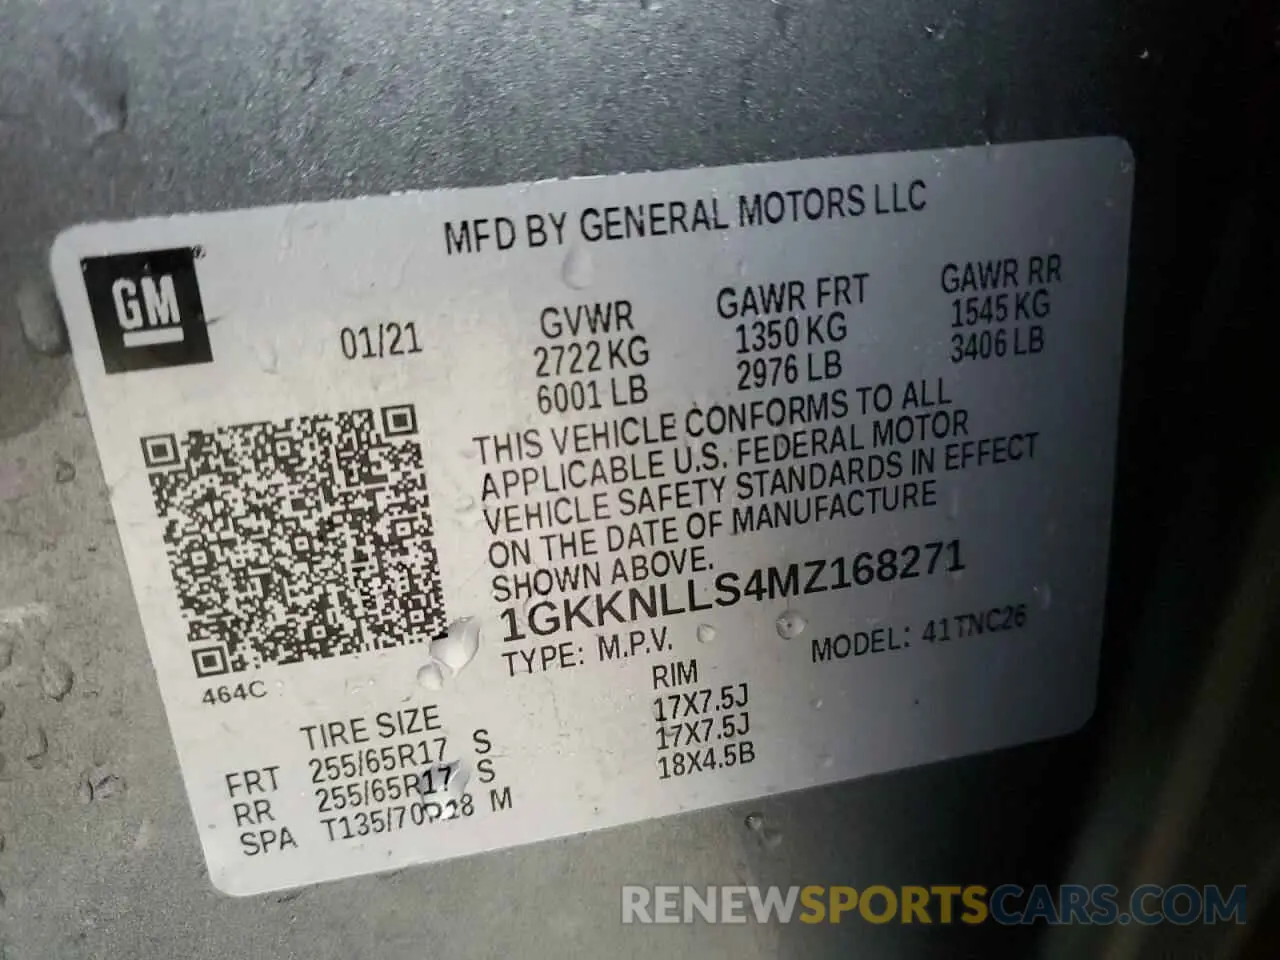 MFD BY GENERAL MOTORS LLC
GM®
01/21
GVWR
2722 KG
6001 LB
GAWR FRT
1350 KG
2976 LB
GAWR RR
1545 KG
3406 LB
THIS VEHICLE CONFORMS TO ALL
APPLICABLE U.S. FEDERAL MOTOR
VEHICLE SAFETY STANDARDS IN EFFECT
ON THE DATE OF MANUFACTURE
SHOWN ABOVE.
1GKKNLLS4MZ168271
TYPE: M.P.V. MODEL: 41TNC26
464C
TIRE SIZE RIM
FRT 255/65R17 S 17X7.5J
RR 255/65R17 S 17X7.5J
SPA T135/70R18 M 18X4.5B
RENEWSPORTSCARS.COM